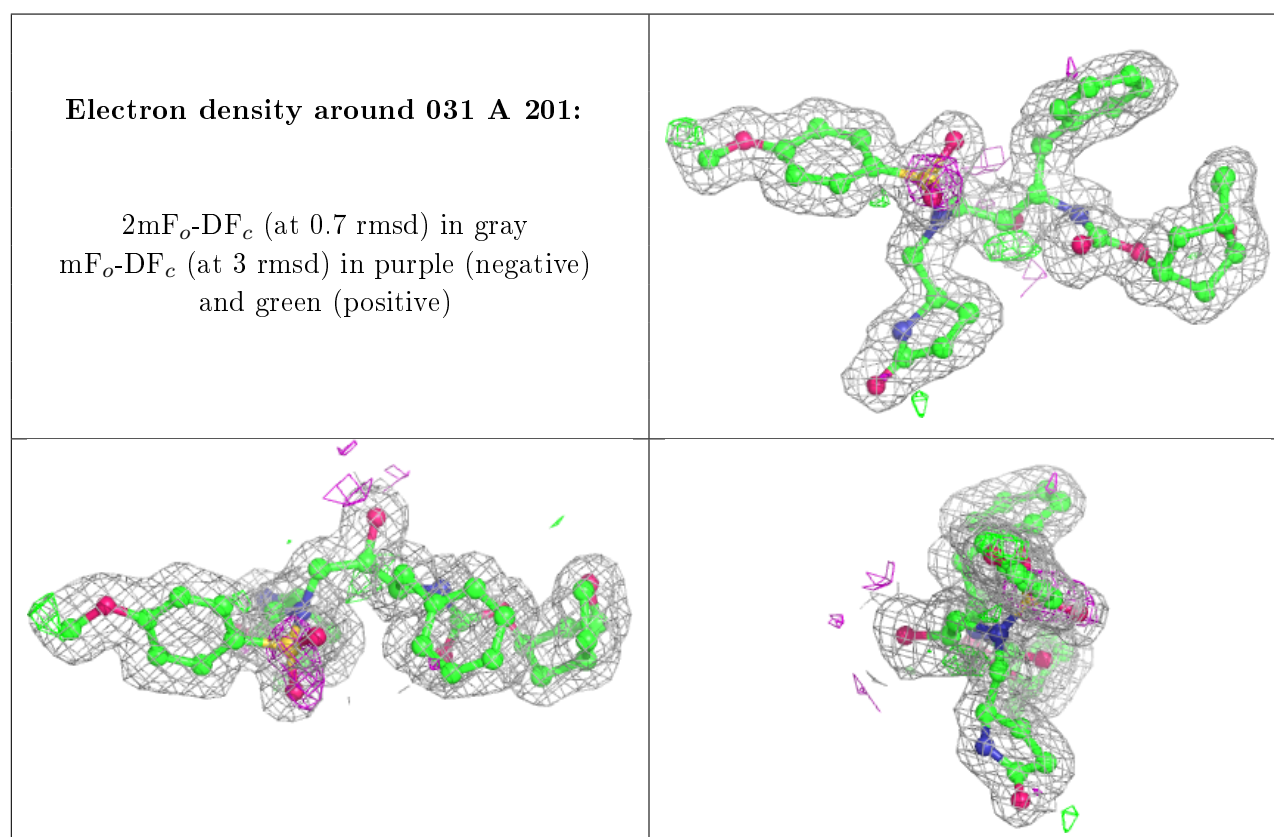 Electron density around 031 A 201:
2mFₒ-DF𝒸 (at 0.7 rmsd) in gray
mFₒ-DF𝒸 (at 3 rmsd) in purple (negative)
and green (positive)